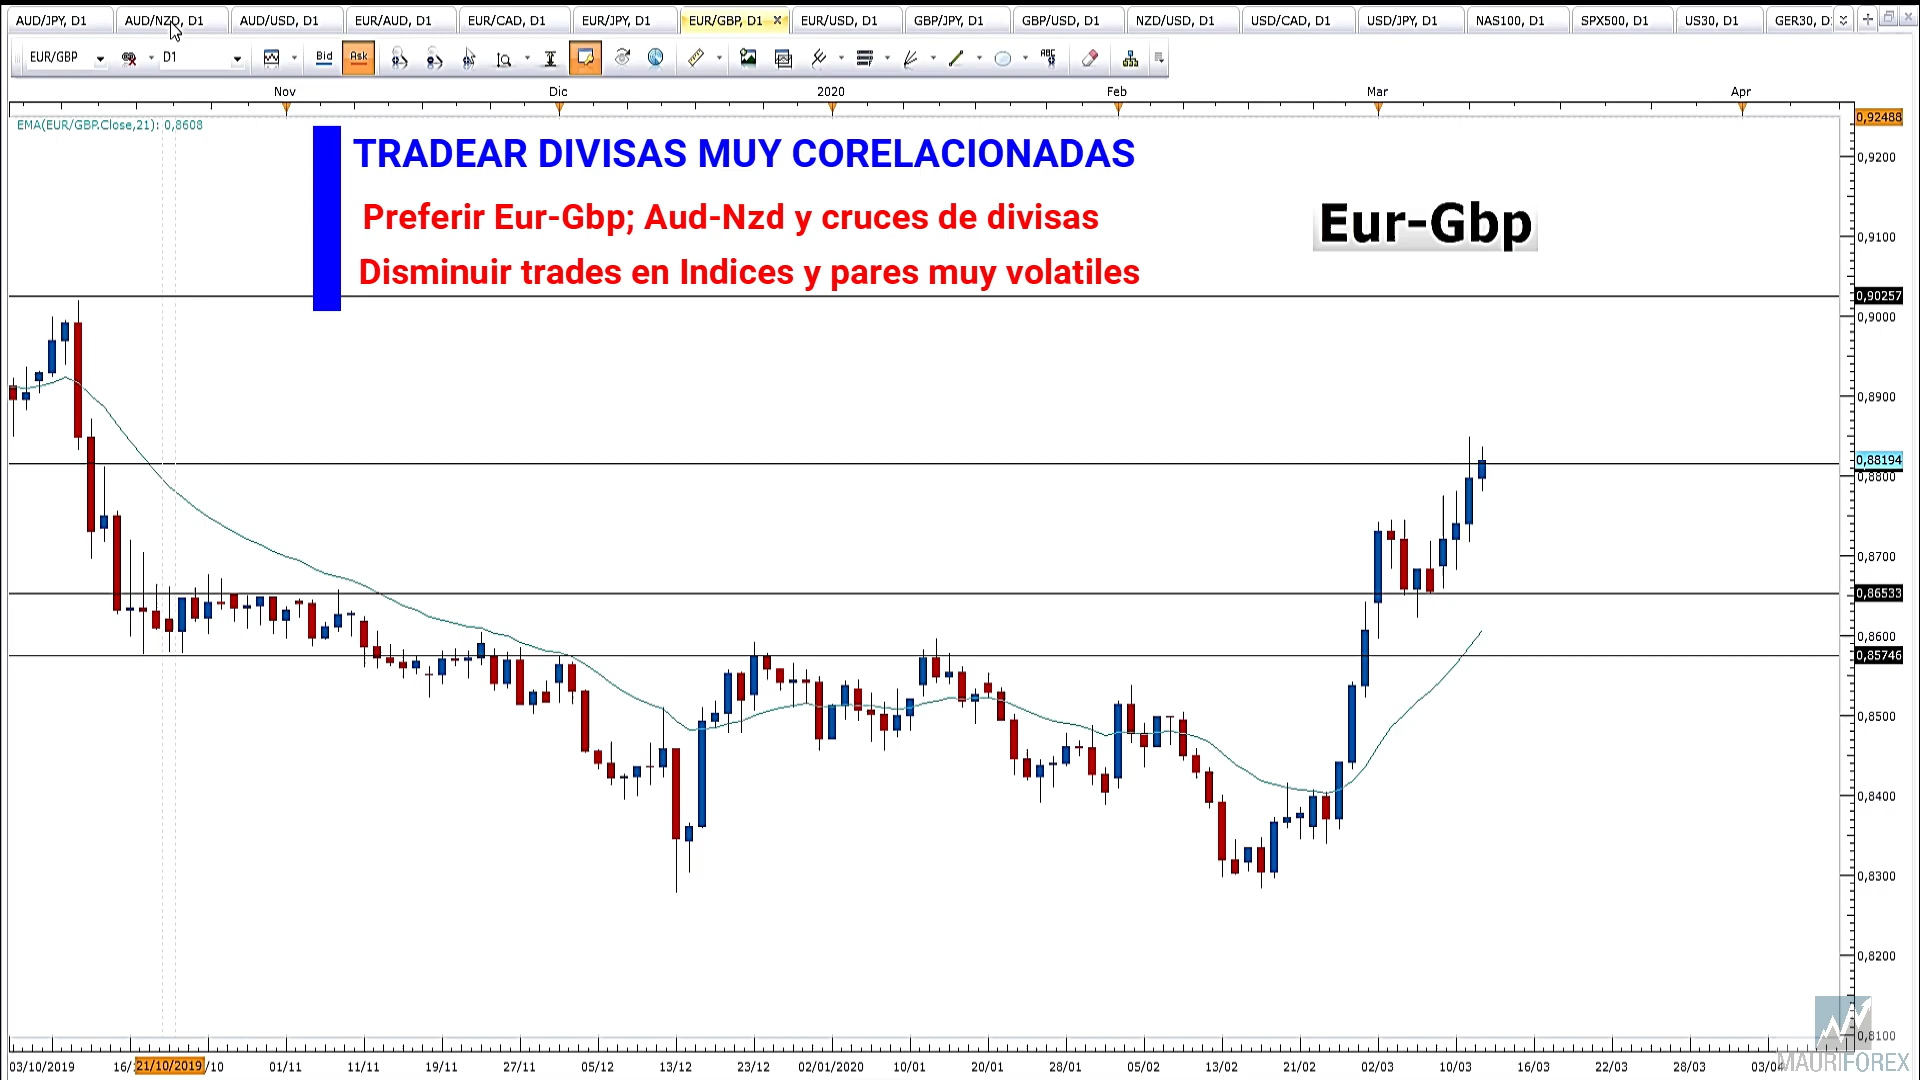 AUD/JPY, D1 AUD/NZD, D1 AUD/USD, D1 EUR/AUD, D1 EUR/CAD, D1 EUR/JPY, D1 EUR/GBP, D1 EUR/USD, D1 GBP/JPY, D1 GBP/USD, D1 NZD/USD, D1 USD/CAD, D1 USD/JPY, D1 NAS100, D1 SPX500, D1 US30, D1 GER30, D
EUR/GBP D1 Bid Ask ABC
Nov Dic 2020 Feb Mar Apr
EMA(EUR/GBP.Close,21): 0,8608
TRADEAR DIVISAS MUY CORELACIONADAS
Preferir Eur-Gbp; Aud-Nzd y cruces de divisas
Disminuir trades en Indices y pares muy volatiles
Eur-Gbp
0,92488
0,9200
0,9100
0,90257
0,9000
0,8900
0,88194
0,8800
0,8700
0,86533
0,8600
0,85746
0,8500
0,8400
0,8300
0,8200
0,8100
03/10/2019 16/ 21/10/2019 /10 01/11 11/11 19/11 27/11 05/12 13/12 23/12 02/01/2020 10/01 20/01 28/01 05/02 13/02 21/02 02/03 10/03 16/03 22/03 28/03 03/04
MAURIFOREX